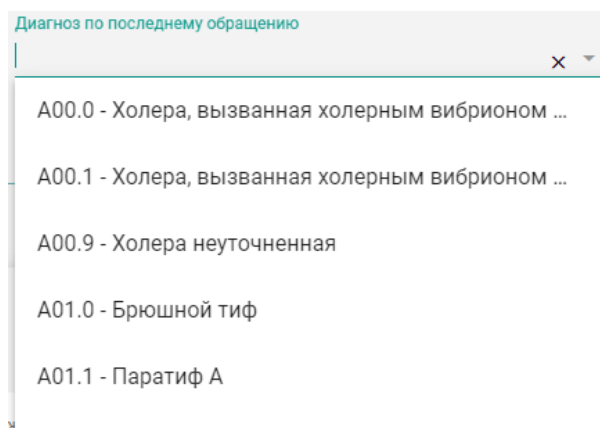 Диагноз по последнему обращению
A00.0 - Холера, вызванная холерным вибрионом ...
A00.1 - Холера, вызванная холерным вибрионом ...
A00.9 - Холера неуточненная
A01.0 - Брюшной тиф
A01.1 - Паратиф A